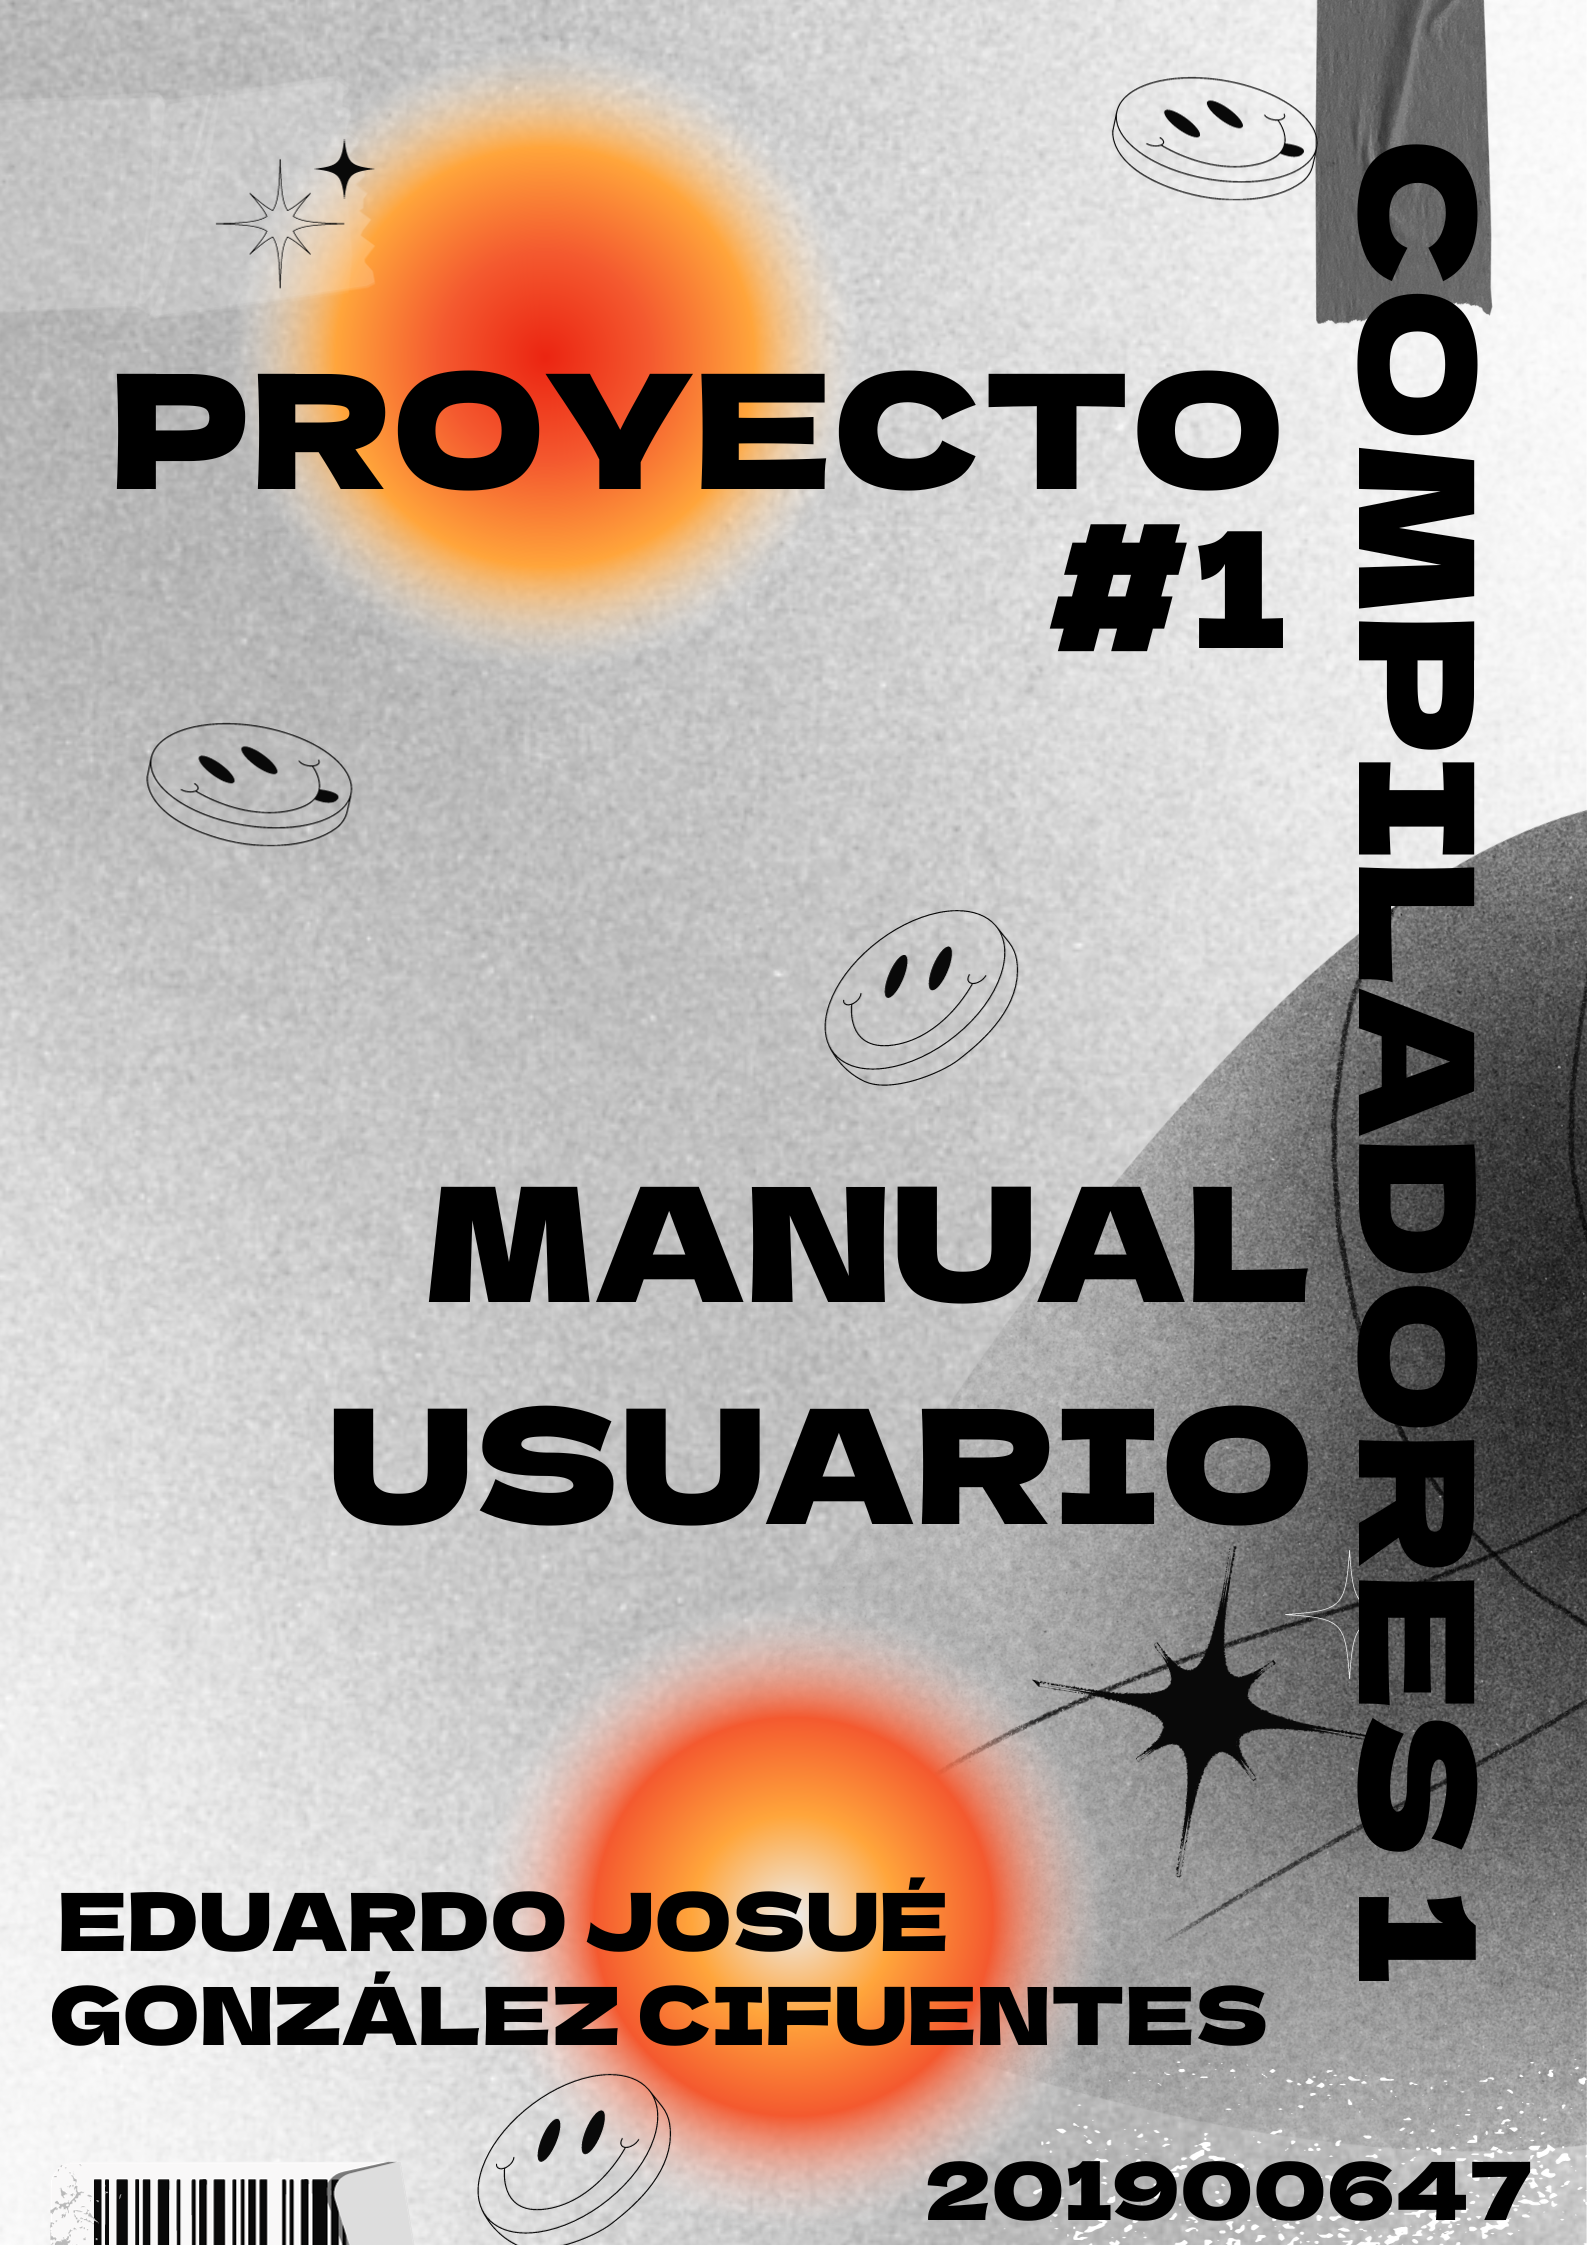 PROYECTO
#1
COMPILADORES 1
MANUAL
USUARIO
EDUARDO JOSUÉ
GONZÁLEZ CIFUENTES
201900647